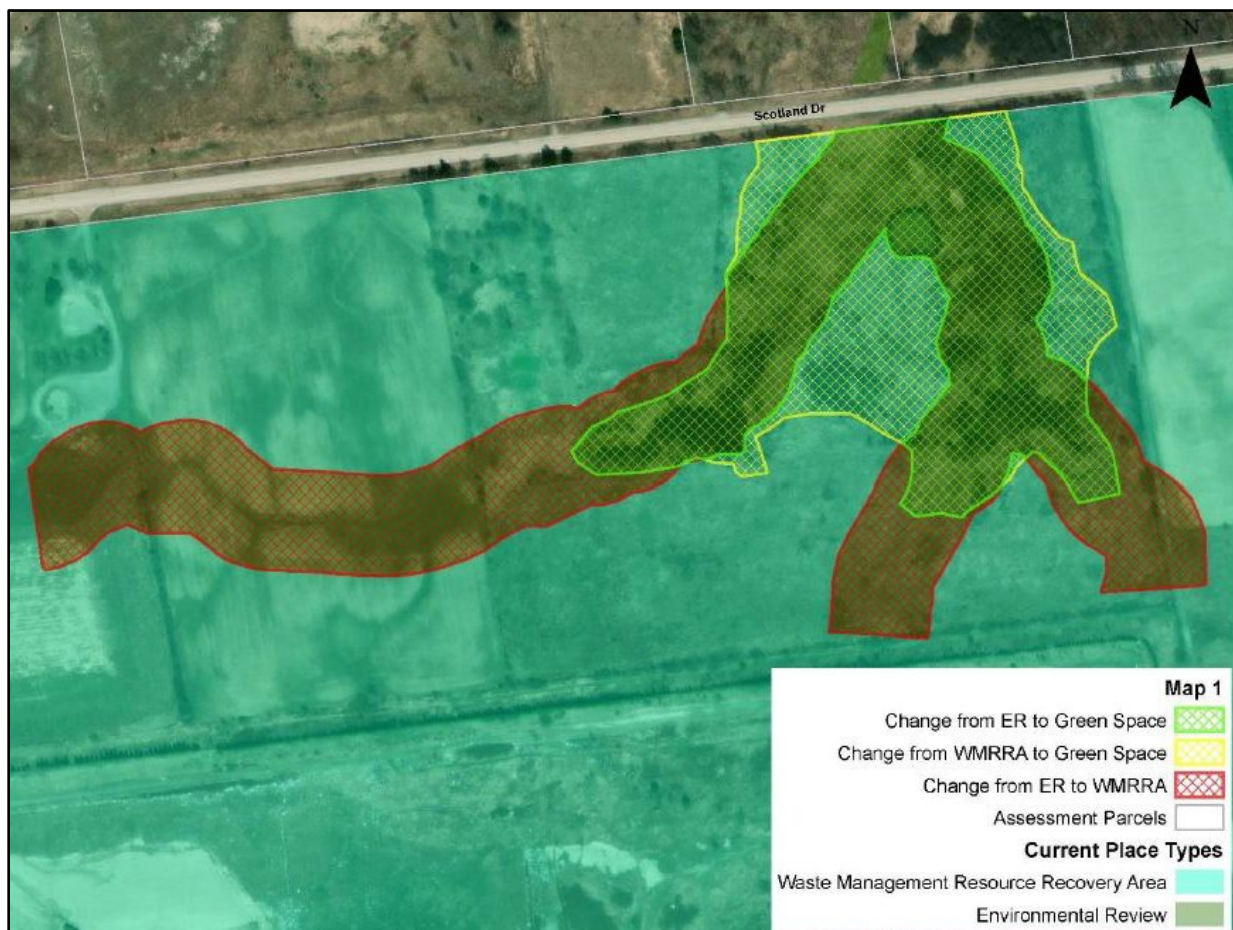 N
Scotland Dr
Map 1
Change from ER to Green Space
Change from WMRRA to Green Space
Change from ER to WMRRA
Assessment Parcels
Current Place Types
Waste Management Resource Recovery Area
Environmental Review